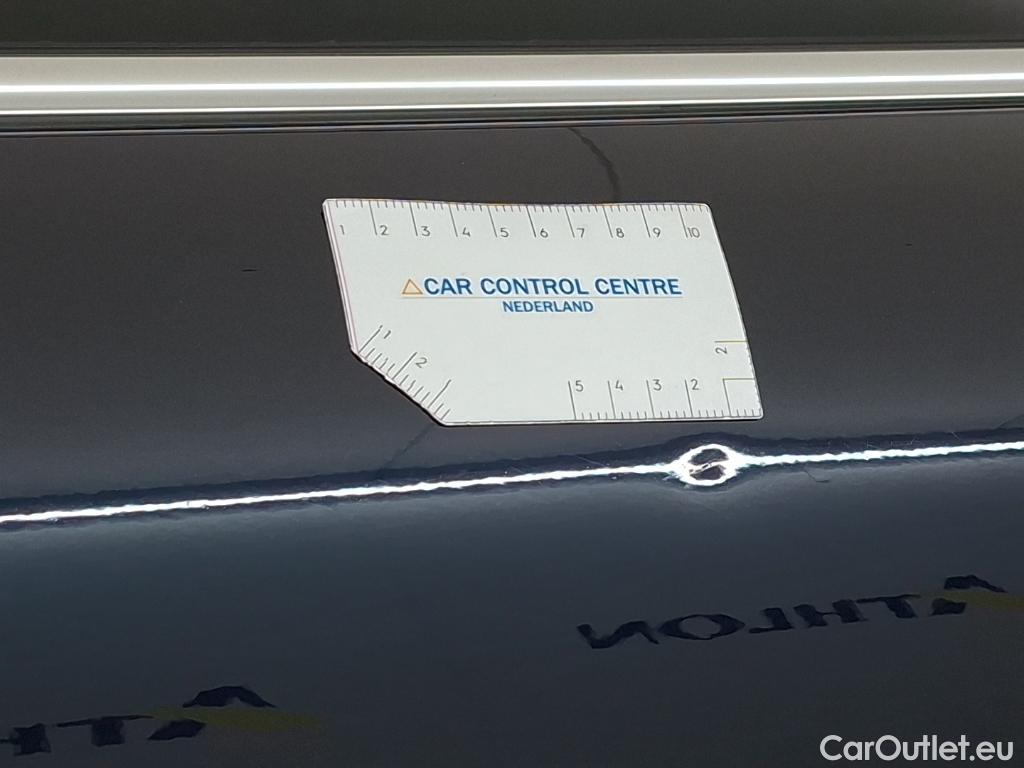 1 2 3 4 5 6 7 8 9 10
CAR CONTROL CENTRE
NEDERLAND
1 2
2
5 4 3 2
ATHLON
CarOutlet.eu